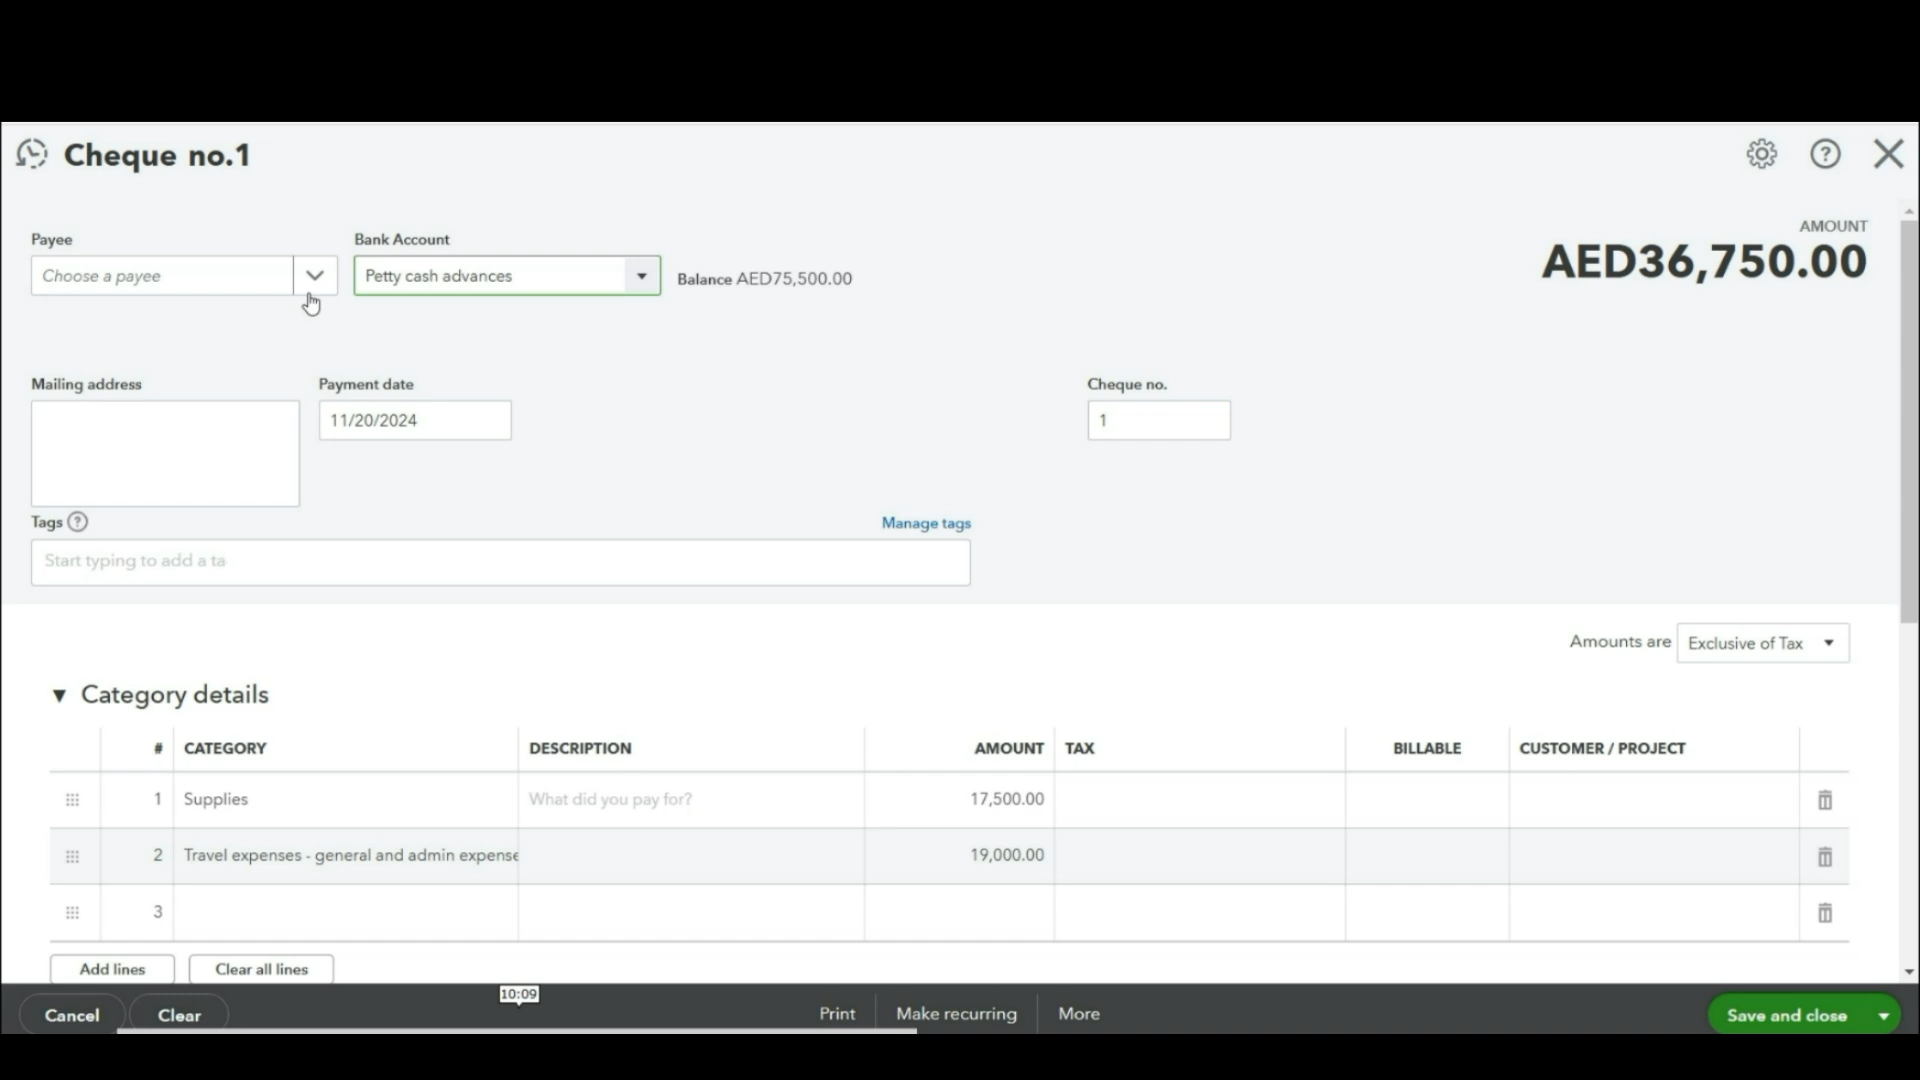 Cheque no.1
Payee
Bank Account
AMOUNT
Choose a payee
Petty cash advances
Balance AED75,500.00
AED36,750.00
Mailing address
Payment date
Cheque no.
11/20/2024
1
Tags ?
Manage tags
Start typing to add a ta
Amounts are Exclusive of Tax
Category details
# CATEGORY DESCRIPTION AMOUNT TAX BILLABLE CUSTOMER / PROJECT
1 Supplies What did you pay for? 17,500.00
2 Travel expenses - general and admin expense 19,000.00
3
Add lines Clear all lines
10:09
Cancel Clear Print Make recurring More Save and close